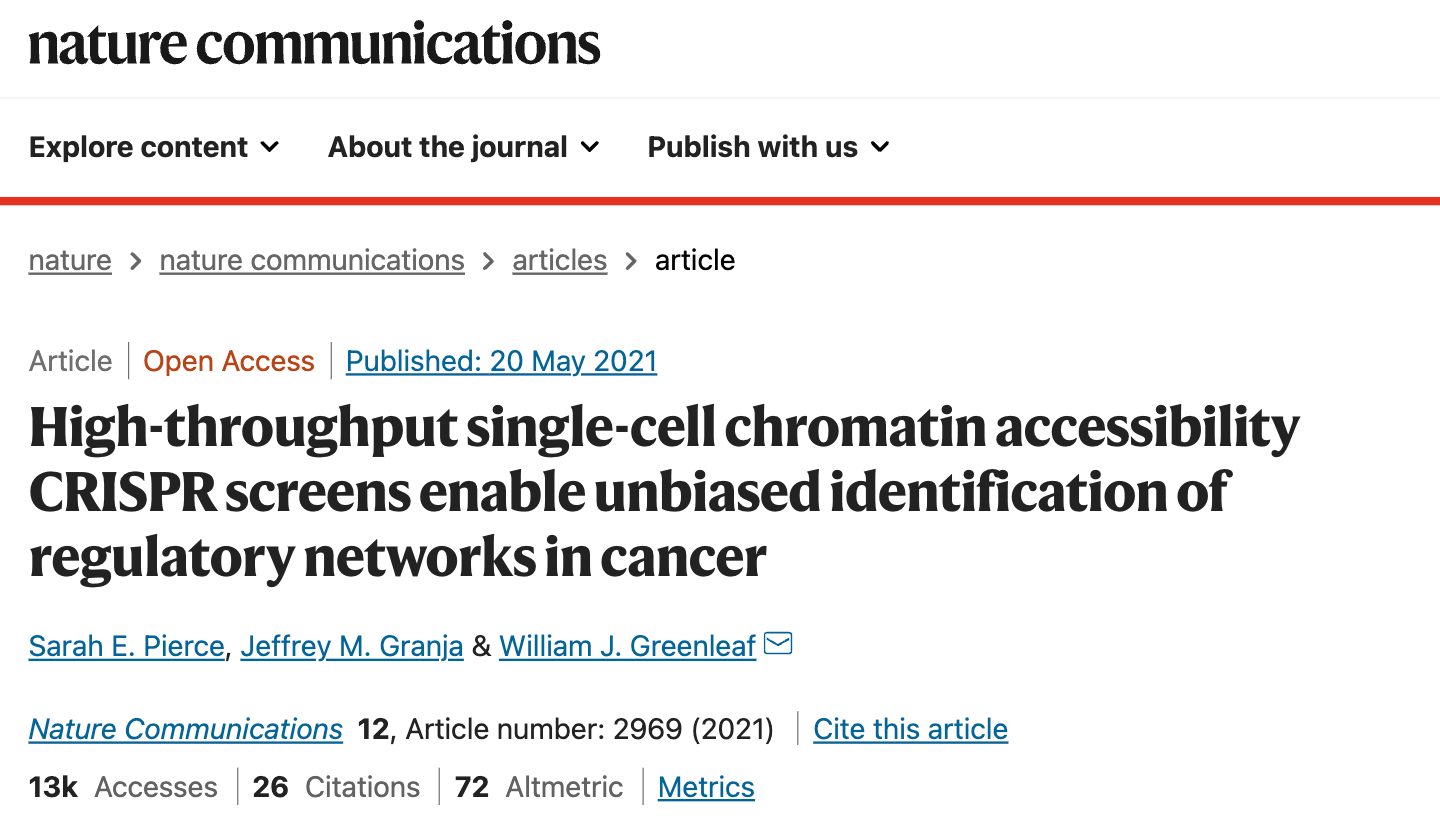 nature communications
Explore content About the journal Publish with us
nature > nature communications > articles > article
Article | Open Access | Published: 20 May 2021
High-throughput single-cell chromatin accessibility
CRISPR screens enable unbiased identification of
regulatory networks in cancer
Sarah E. Pierce, Jeffrey M. Granja & William J. Greenleaf
Nature Communications 12, Article number: 2969 (2021) | Cite this article
13k Accesses | 26 Citations | 72 Altmetric | Metrics